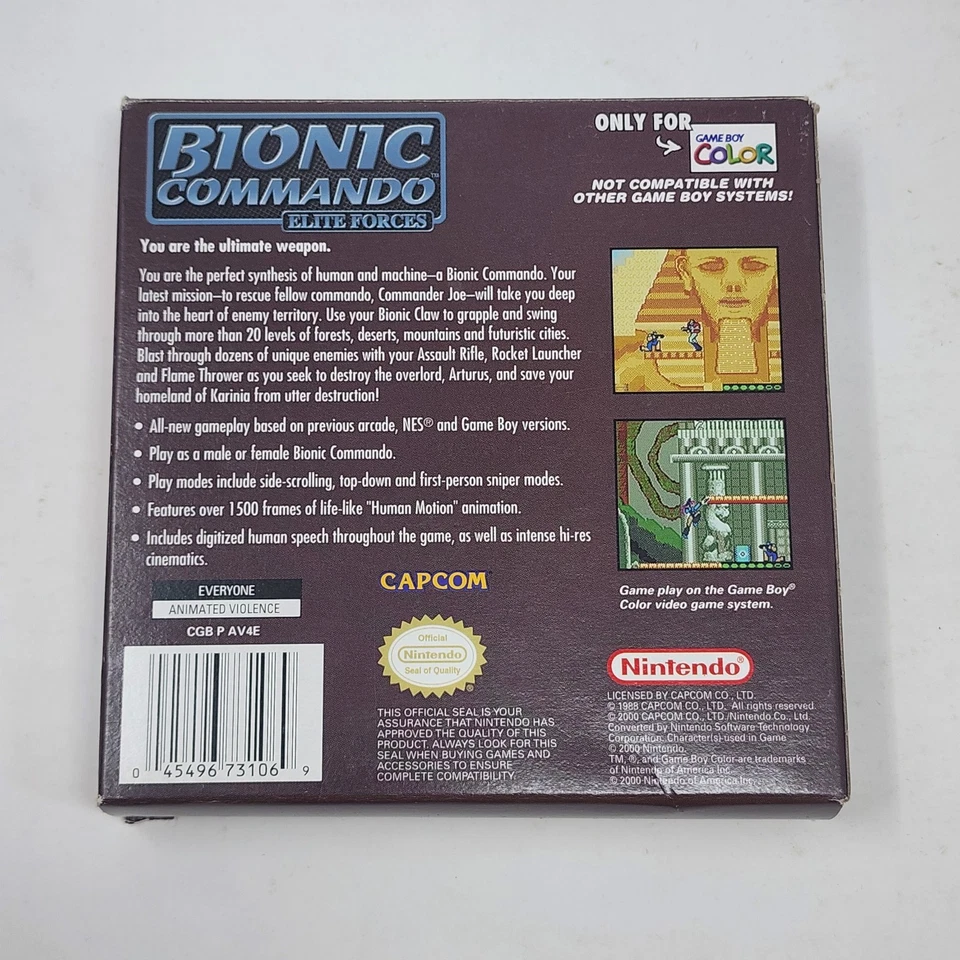 BIONIC
COMMANDO™
ELITE FORCES
ONLY FOR
GAME BOY
COLOR
NOT COMPATIBLE WITH
OTHER GAME BOY SYSTEMS!
You are the ultimate weapon.
You are the perfect synthesis of human and machine—a Bionic Commando. Your
latest mission—to rescue fellow commando, Commander Joe—will take you deep
into the heart of enemy territory. Use your Bionic Claw to grapple and swing
through more than 20 levels of forests, deserts, mountains and futuristic cities.
Blast through dozens of unique enemies with your Assault Rifle, Rocket Launcher
and Flame Thrower as you seek to destroy the overlord, Arturus, and save your
homeland of Karinia from utter destruction!
• All-new gameplay based on previous arcade, NES® and Game Boy versions.
• Play as a male or female Bionic Commando.
• Play modes include side-scrolling, top-down and first-person sniper modes.
• Features over 1500 frames of life-like "Human Motion" animation.
• Includes digitized human speech throughout the game, as well as intense hi-res
cinematics.
Game play on the Game Boy®
Color video game system.
EVERYONE
ANIMATED VIOLENCE
CGB P AV4E
0 45496 73106 9
CAPCOM
Official
Nintendo
Seal of Quality
®
THIS OFFICIAL SEAL IS YOUR
ASSURANCE THAT NINTENDO HAS
APPROVED THE QUALITY OF THIS
PRODUCT. ALWAYS LOOK FOR THIS
SEAL WHEN BUYING GAMES AND
ACCESSORIES TO ENSURE
COMPLETE COMPATIBILITY.
Nintendo®
LICENSED BY CAPCOM CO., LTD.
© 1988 CAPCOM CO., LTD. All rights reserved.
© 2000 CAPCOM CO., LTD./Nintendo Co., Ltd.
Converted by Nintendo Software Technology
Corporation. Character(s) used in Game
© 2000 Nintendo.
TM, ®, and Game Boy Color are trademarks
of Nintendo of America Inc.
© 2000 Nintendo of America Inc.